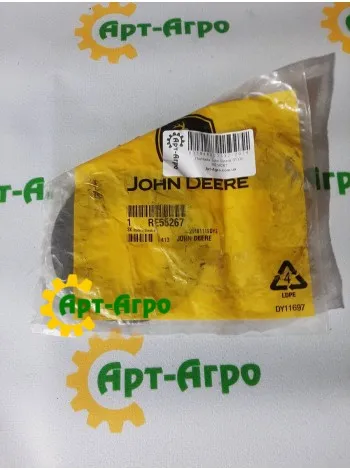 Арт-Агро
Арт-Агро
JOHN DEERE
1 RE55267
JOHN DEERE
4
LDPE
DY11697
Арт-Агро
Арт-Агро